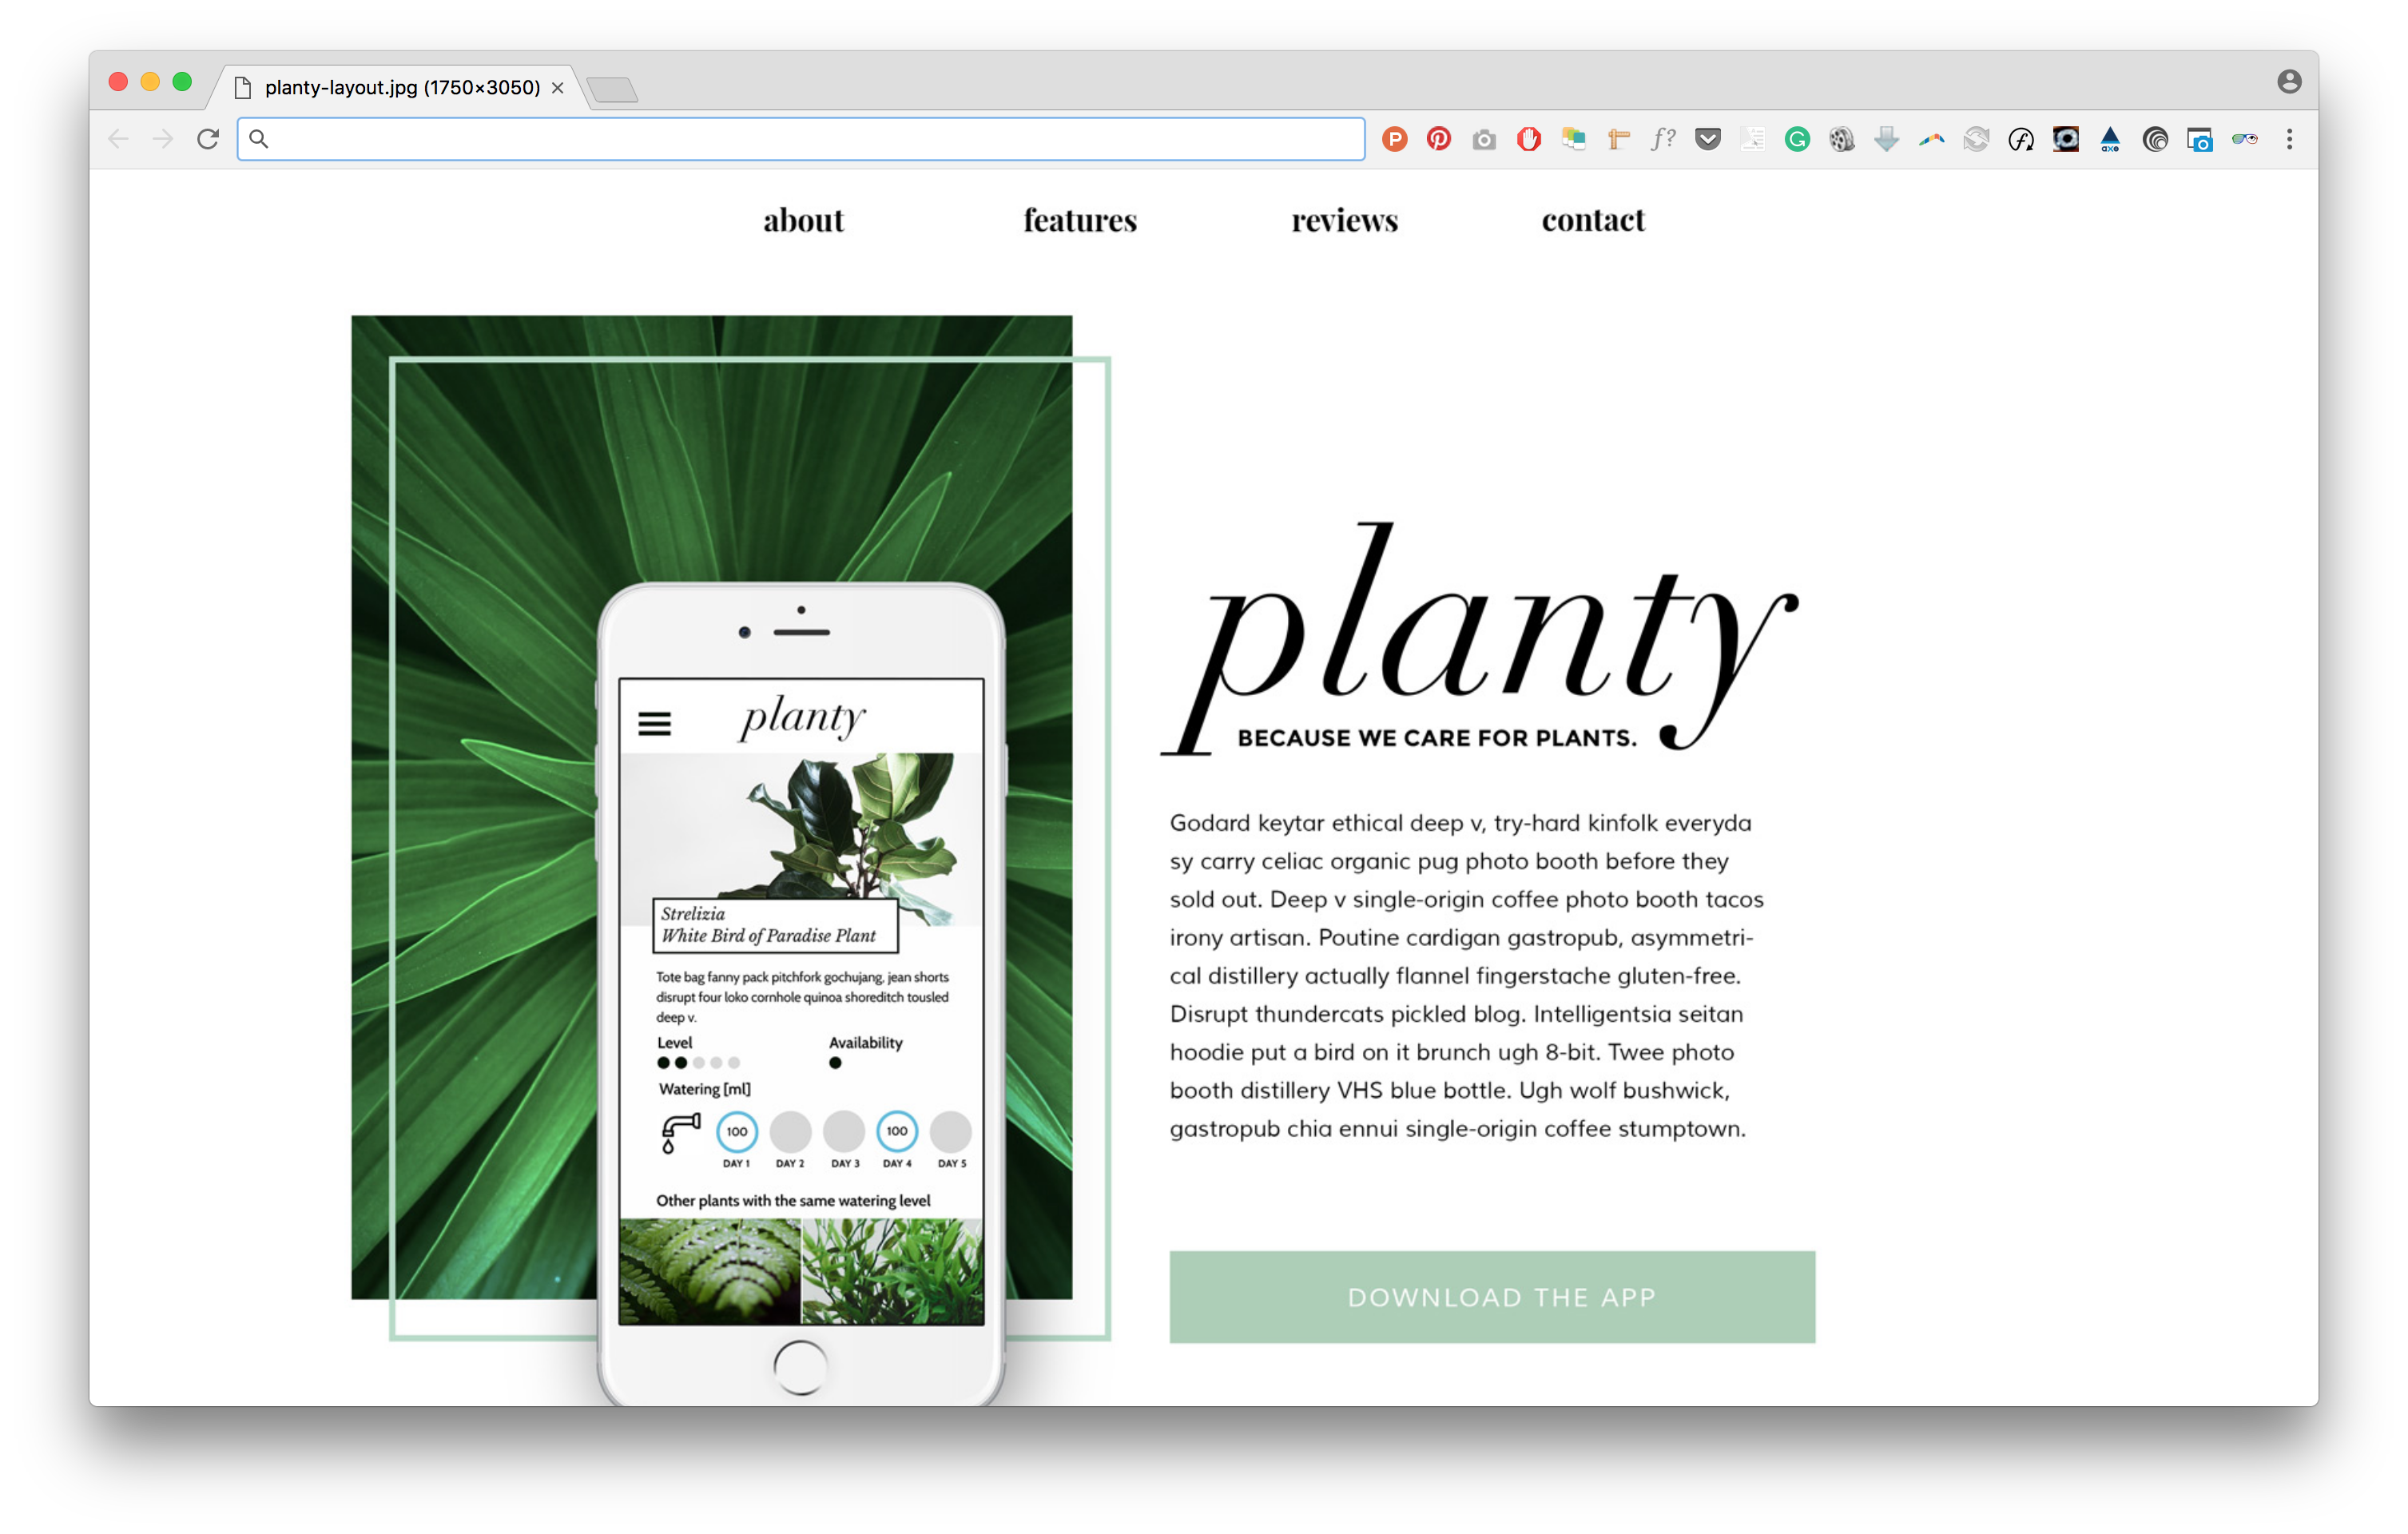 planty-layout.jpg (1750×3050)
about
features
reviews
contact
planty
Strelizia
White Bird of Paradise Plant
Tote bag fanny pack pitchfork gochujang, jean shorts
disrupt four loko cornhole quinoa shoreditch tousled
deep v.
Level
Availability
Watering [ml]
100
100
DAY 1
DAY 2
DAY 3
DAY 4
DAY 5
Other plants with the same watering level
planty
BECAUSE WE CARE FOR PLANTS.
Godard keytar ethical deep v, try-hard kinfolk everyda
sy carry celiac organic pug photo booth before they
sold out. Deep v single-origin coffee photo booth tacos
irony artisan. Poutine cardigan gastropub, asymmetri-
cal distillery actually flannel fingerstache gluten-free.
Disrupt thundercats pickled blog. Intelligentsia seitan
hoodie put a bird on it brunch ugh 8-bit. Twee photo
booth distillery VHS blue bottle. Ugh wolf bushwick,
gastropub chia ennui single-origin coffee stumptown.
DOWNLOAD THE APP